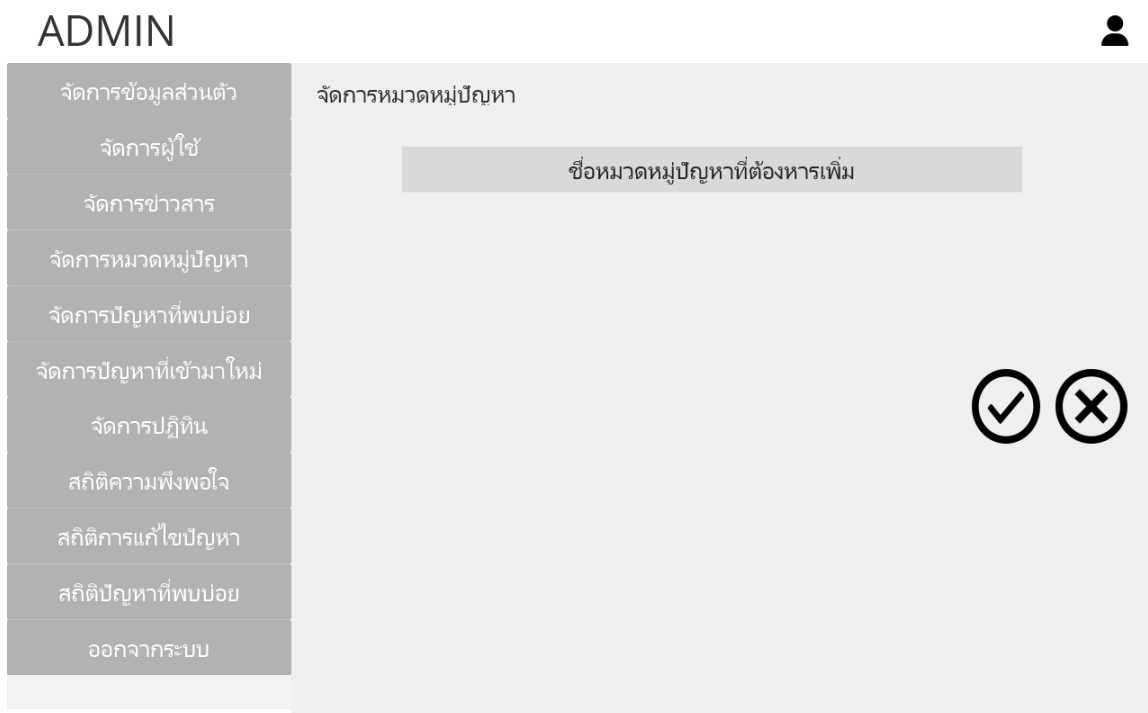 ADMIN
จัดการข้อมูลส่วนตัว
จัดการผู้ใช้
จัดการข่าวสาร
จัดการหมวดหมู่ปัญหา
จัดการปัญหาที่พบบ่อย
จัดการปัญหาที่เข้ามาใหม่
จัดการปฏิทิน
สถิติความพึงพอใจ
สถิติการแก้ไขปัญหา
สถิติปัญหาที่พบบ่อย
ออกจากระบบ
จัดการหมวดหมู่ปัญหา
ชื่อหมวดหมู่ปัญหาที่ต้องหารเพิ่ม